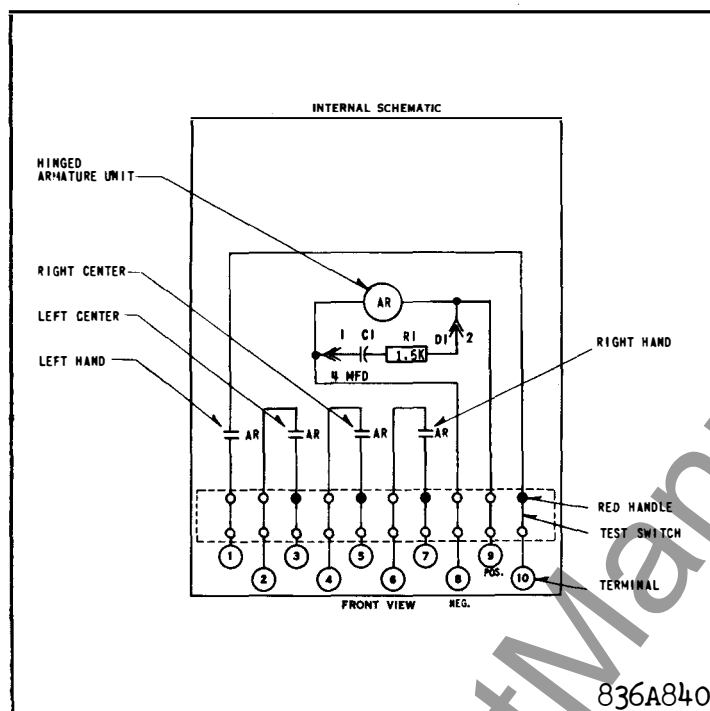 INTERNAL SCHEMATIC
HINGED
ARMATURE UNIT
RIGHT CENTER
LEFT CENTER
LEFT HAND
AR
1 C1 R1 D1 2
1.5K
4 MFD
RIGHT HAND
AR AR AR AR
RED HANDLE
TEST SWITCH
1 3 5 7 9
POS.
2 4 6 8 10
TERMINAL
FRONT VIEW NEG.
836A840